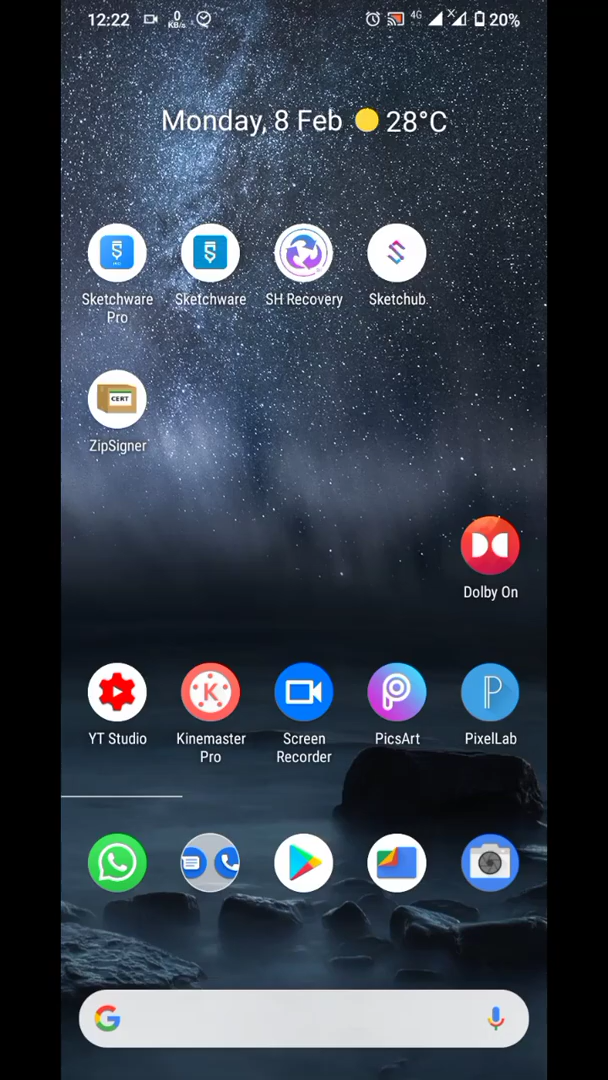 12:22
0
KB/s
4G
20%
Monday, 8 Feb 28°C
Sketchware Pro
Sketchware
SH Recovery
Sketchub.
CERT
ZipSigner
Dolby On
YT Studio
Kinemaster Pro
Screen Recorder
PicsArt
PixelLab